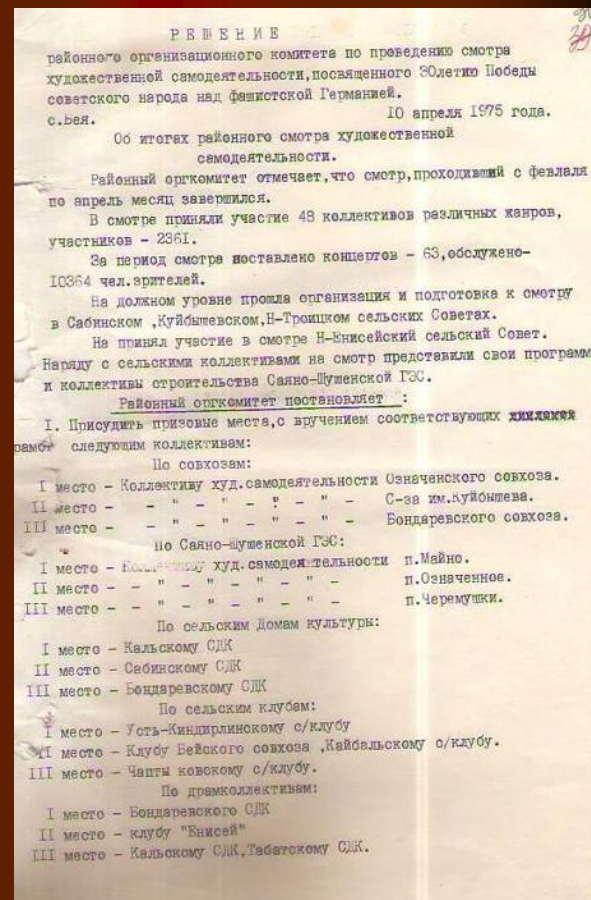 РЕШЕНИЕ
районного организационного комитета по проведению смотра
художественной самодеятельности,посвященного 30летию Победы
советского народа над фашистской Германией.
с.Бея. 10 апреля 1975 года.
Об итогах районного смотра художественной
самодеятельности.
Районный оргкомитет отмечает,что смотр,проходивший с февлаля
по апрель месяц завершился.
В смотре приняли участие 48 коллективов различных жанров,
участников - 2361.
За период смотра поставлено концертов - 63,обслужено-
10364 чел.зрителей.
На должном уровне прошла организация и подготовка к смотру
в Сабинском ,Куйбышевском,Н-Троицком сельских Советах.
На принял участие в смотре Н-Енисейский сельский Совет.
Наряду с сельскими коллективами на смотр представили свои программ
и коллективы строительства Саяно-Шушенской ГЭС.
Районный оргкомитет постановляет :
I. Присудить призовые места,с вручением соответствующих
рамот следующим коллективам:
По совхозам:
I место - Коллективу худ.самодеятельности Означенского совхоза.
II место - - " - " - " - " - С-за им.Куйбышева.
III место - - " - " - " - " - Бондаревского совхоза.
По Саяно-Шушенской ГЭС:
I место - Коллективу худ.самодеятельности п.Майно.
II место - - " - " - " - " - п.Означенное.
III место - - " - " - " - " - п.Черемушки.
По сельским Домам культуры:
I место - Кальскому СДК
II место - Сабинскому СДК
III место - Бондаревскому СДК
По сельским клубам:
I место - Усть-Киндирлинскому с/клубу
II место - Клубу Бейского совхоза ,Кайбальскому с/клубу.
III место - Чапты ковскому с/клубу.
По драмколлективам:
I место - Бондаревского СДК
II место - клубу "Енисей"
III место - Кальскому СДК,Табатскому СДК.